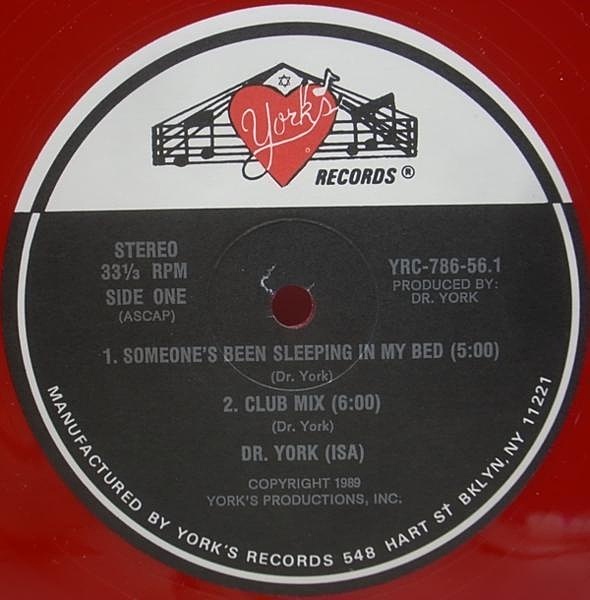 York's
RECORDS ®
STEREO
33⅓ RPM
SIDE ONE
(ASCAP)
YRC-786-56.1
PRODUCED BY:
DR. YORK
1. SOMEONE'S BEEN SLEEPING IN MY BED (5:00)
(Dr. York)
2. CLUB MIX (6:00)
(Dr. York)
DR. YORK (ISA)
COPYRIGHT 1989
YORK'S PRODUCTIONS, INC.
MANUFACTURED BY YORK'S RECORDS 548 HART St BKLYN, NY 11221